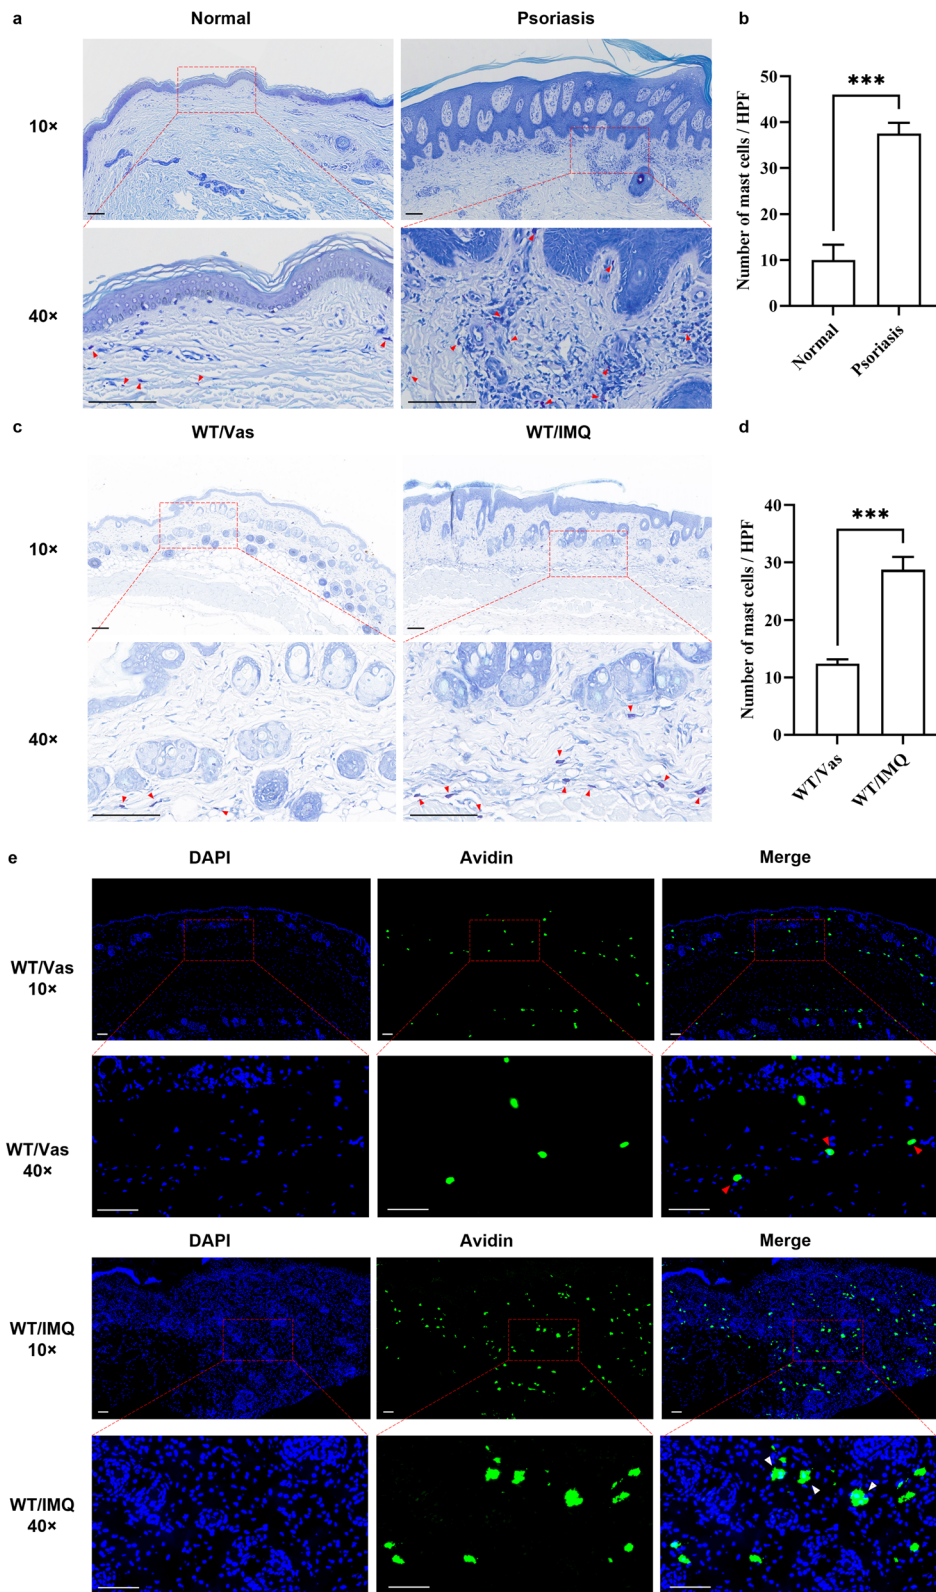 a
Normal
Psoriasis
10×
40×
b
Number of mast cells / HPF
50
40
30
20
10
0
***
Normal
Psoriasis
c
WT/Vas
WT/IMQ
10×
40×
d
Number of mast cells / HPF
40
30
20
10
0
***
WT/Vas
WT/IMQ
e
DAPI
Avidin
Merge
WT/Vas
10×
WT/Vas
40×
DAPI
Avidin
Merge
WT/IMQ
10×
WT/IMQ
40×